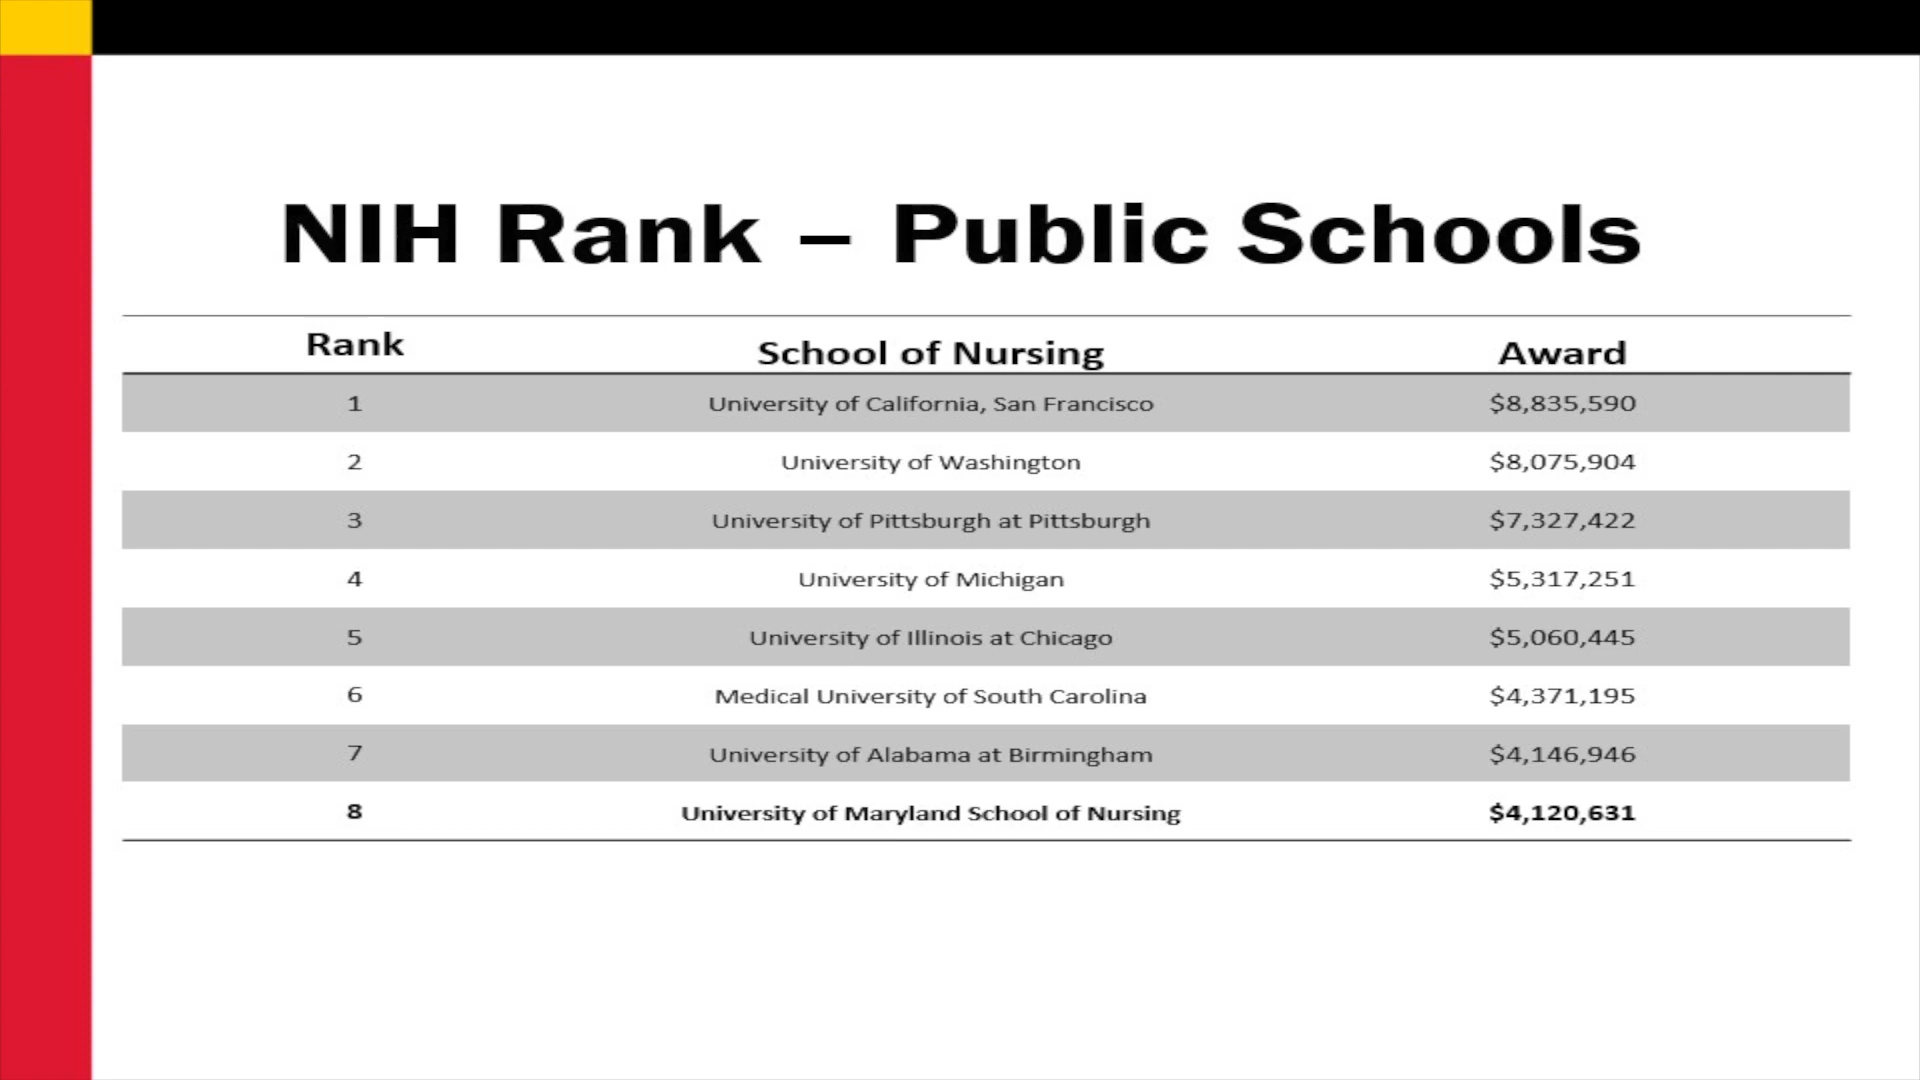 NIH Rank – Public Schools
Rank School of Nursing Award
1 University of California, San Francisco $8,835,590
2 University of Washington $8,075,904
3 University of Pittsburgh at Pittsburgh $7,327,422
4 University of Michigan $5,317,251
5 University of Illinois at Chicago $5,060,445
6 Medical University of South Carolina $4,371,195
7 University of Alabama at Birmingham $4,146,946
8 University of Maryland School of Nursing $4,120,631